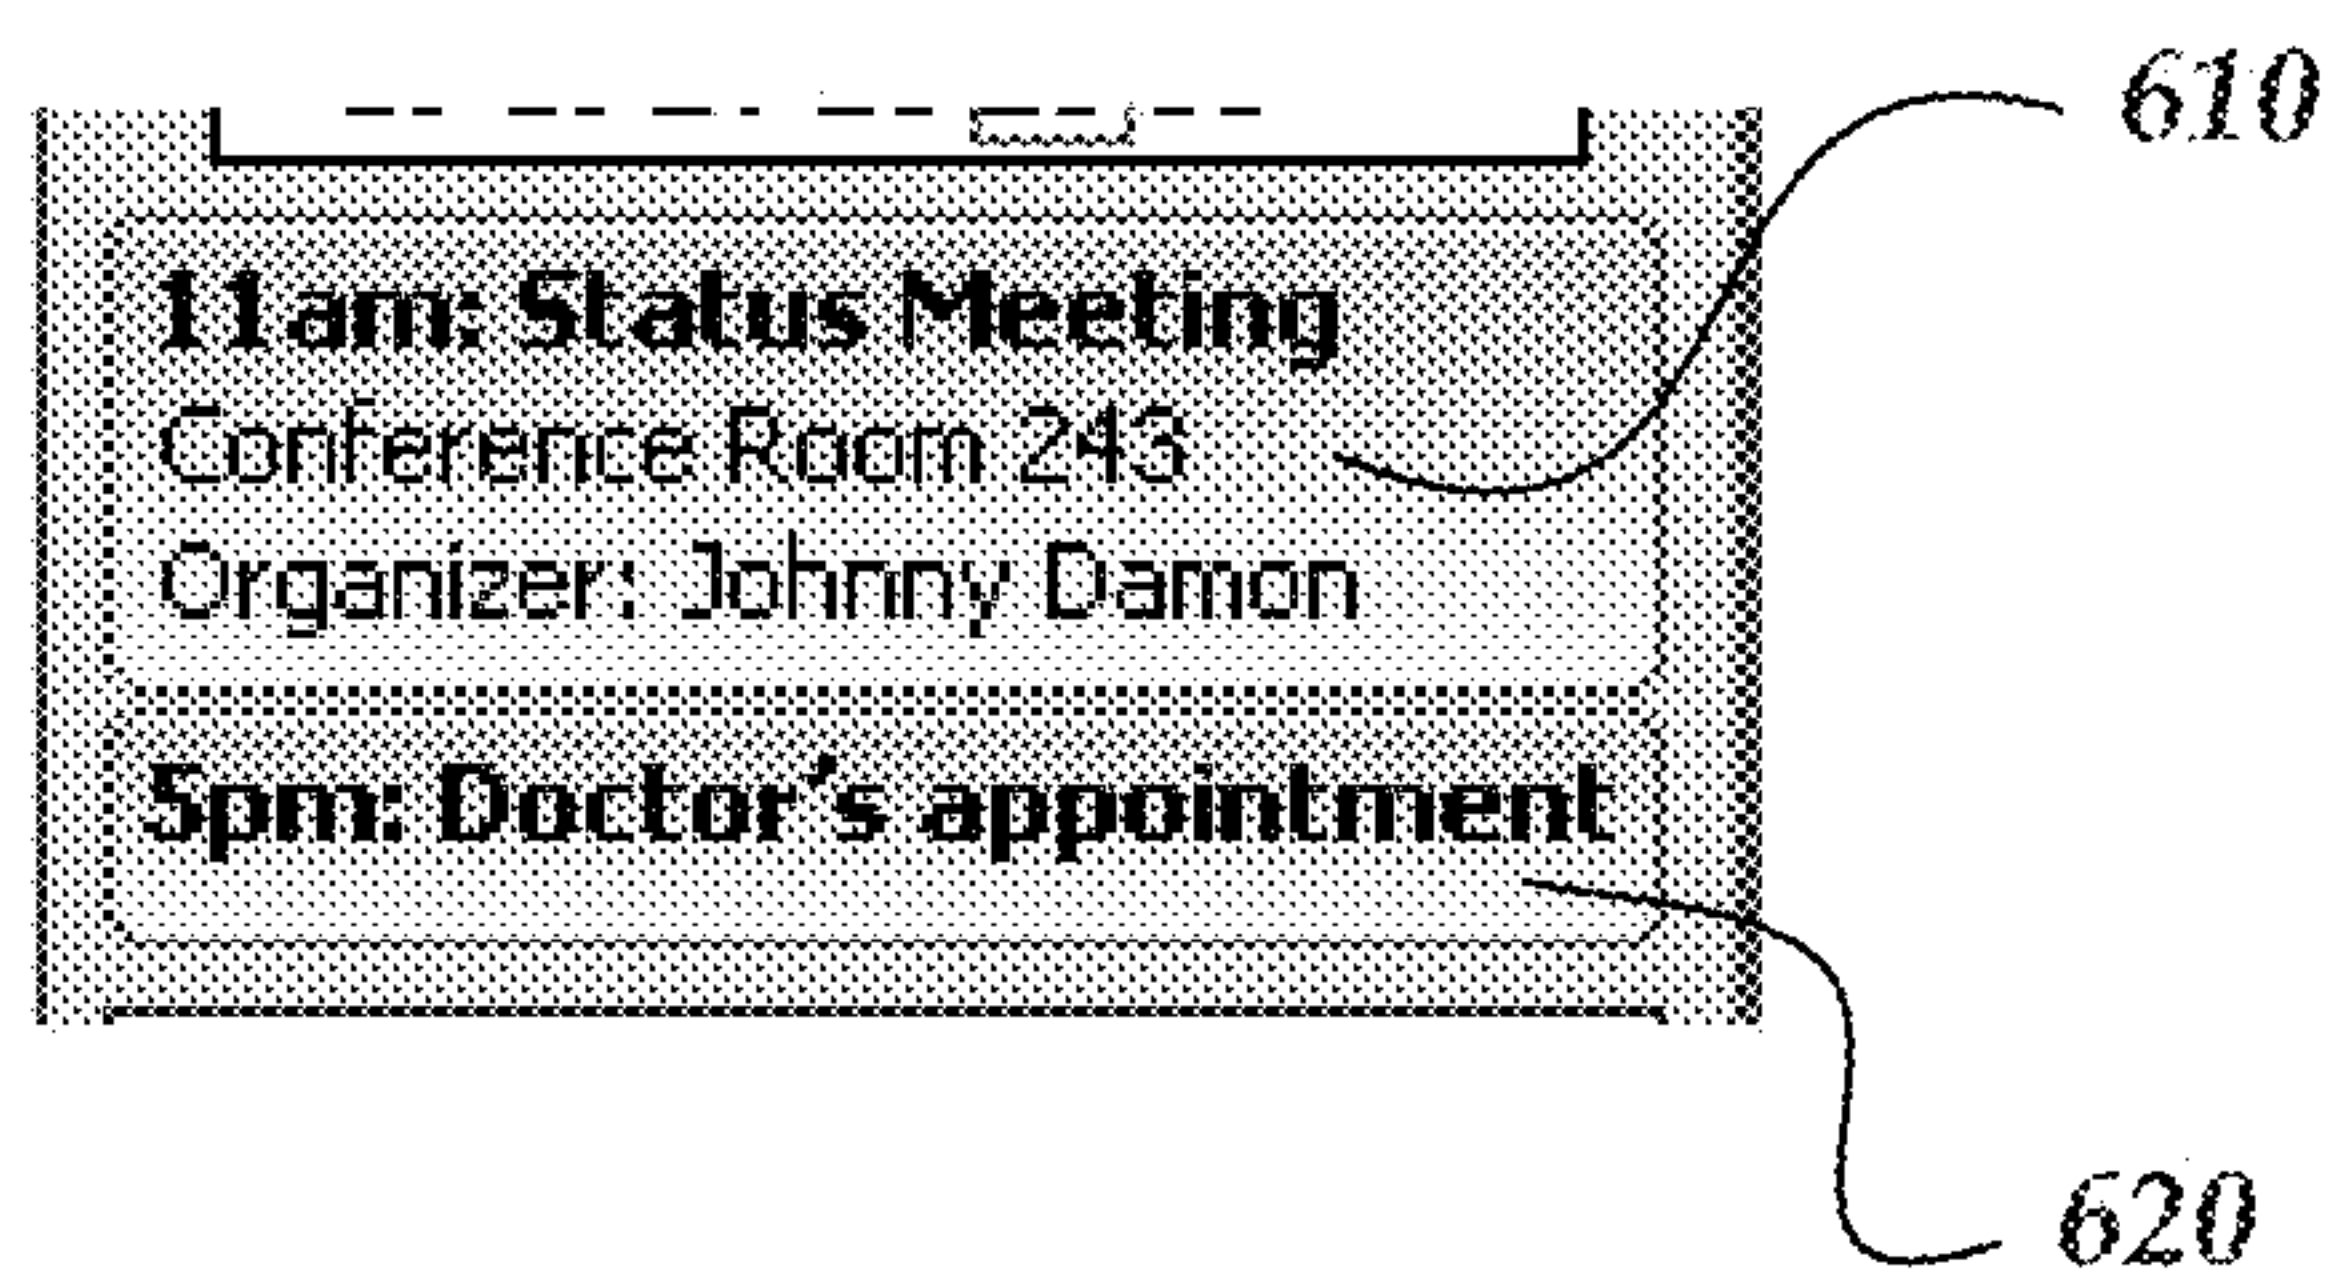 610
11am: Status Meeting
Conference Room 243
Organizer: Johnny Damon
5pm: Doctor's appointment
620